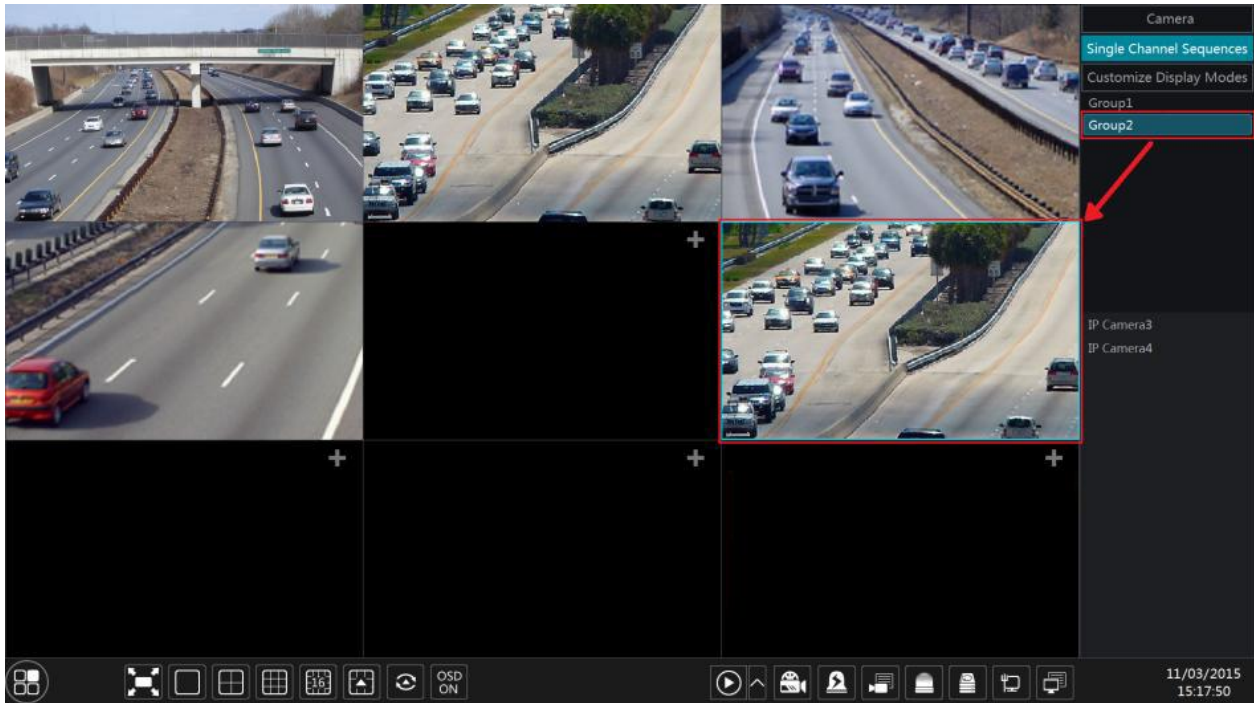 Camera
Single Channel Sequences
Customize Display Modes
Group1
Group2
IP Camera3
IP Camera4
16
OSD
ON
11/03/2015
15:17:50